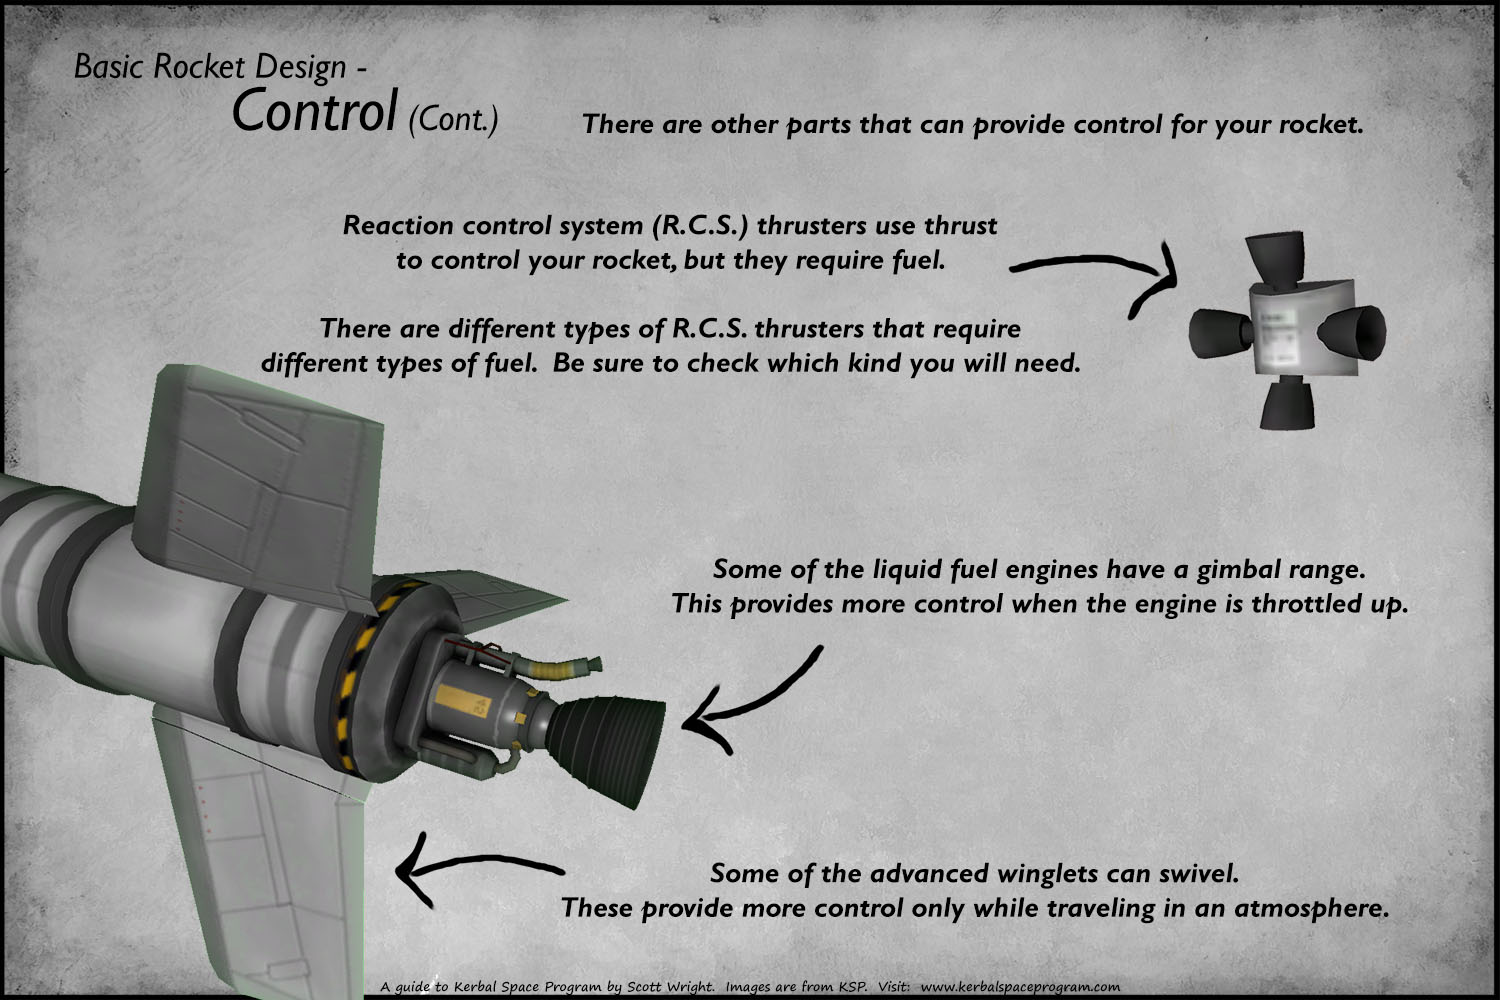 Basic Rocket Design -
Control (Cont.)
There are other parts that can provide control for your rocket.
Reaction control system (R.C.S.) thrusters use thrust
to control your rocket, but they require fuel.
There are different types of R.C.S. thrusters that require
different types of fuel.  Be sure to check which kind you will need.
Some of the liquid fuel engines have a gimbal range.
This provides more control when the engine is throttled up.
Some of the advanced winglets can swivel.
These provide more control only while traveling in an atmosphere.
A guide to Kerbal Space Program by Scott Wright.  Images are from KSP.  Visit:  www.kerbalspaceprogram.com